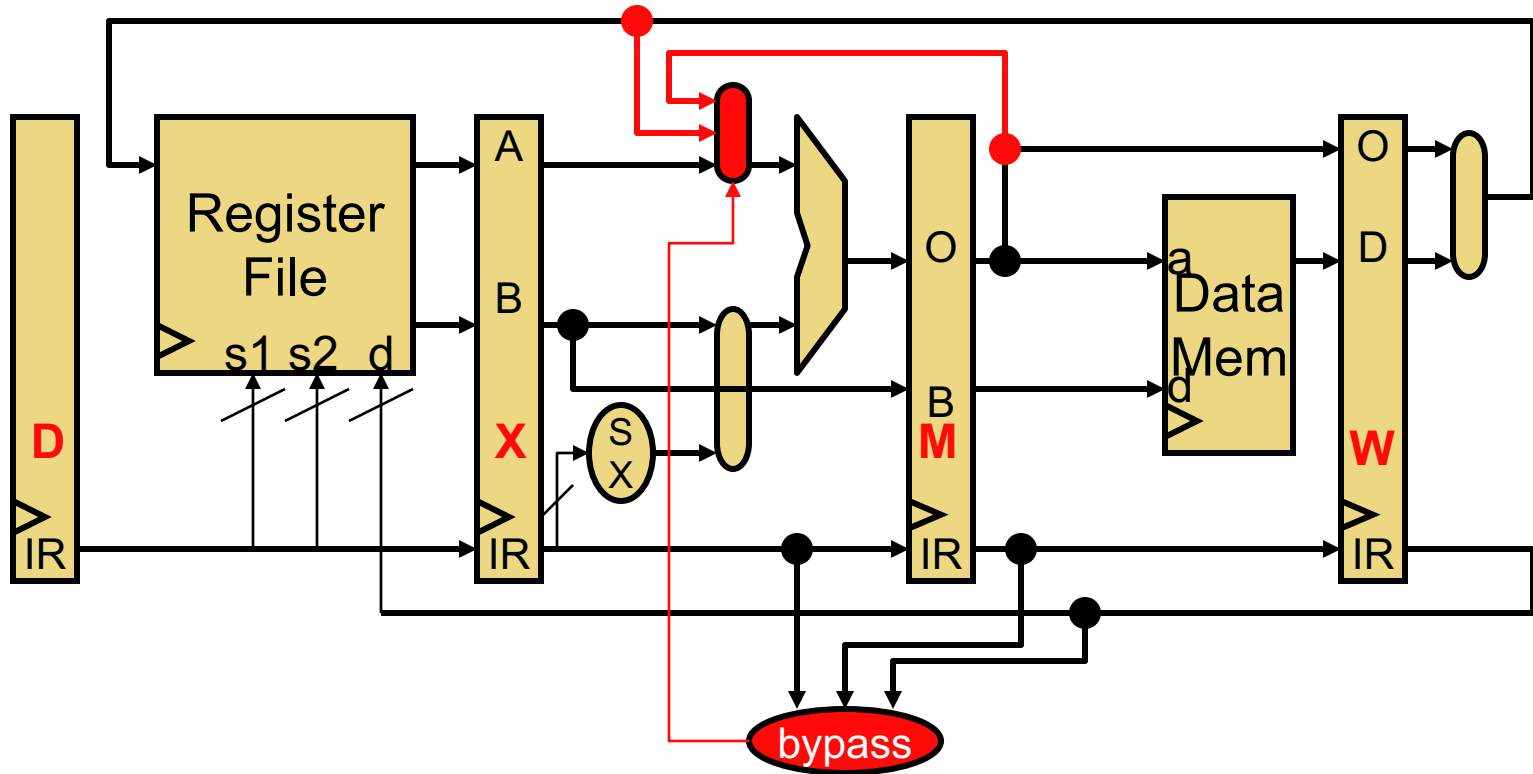 D
IR
Register
File
s1 s2 d
A
B
X
IR
S
X
O
B
M
IR
a
Data
Mem
d
O
D
W
IR
bypass